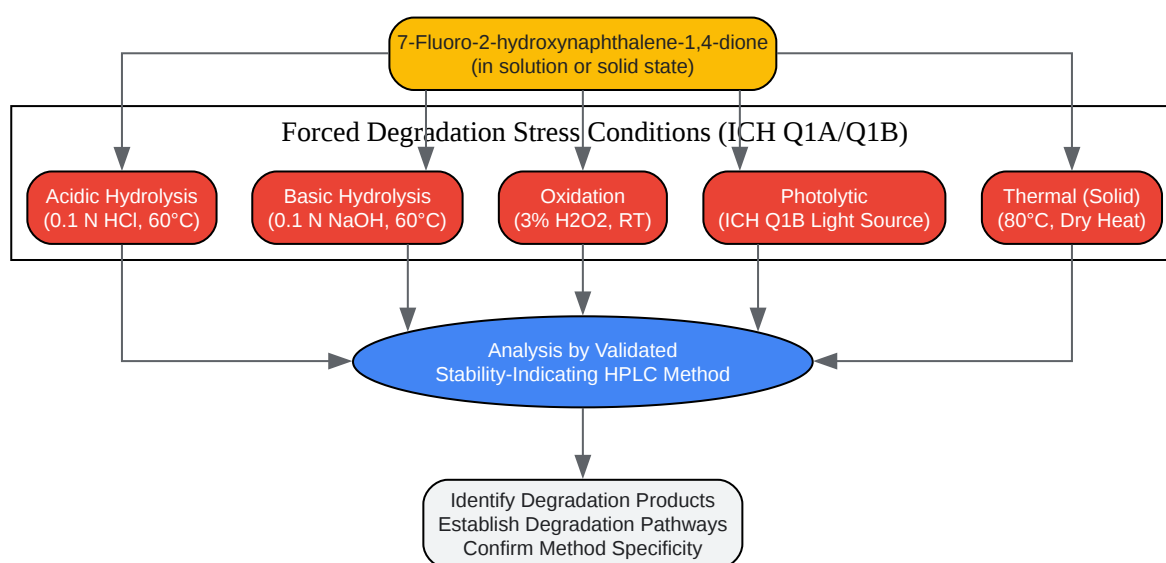 7-Fluoro-2-hydroxynaphthalene-1,4-dione
(in solution or solid state)
Forced Degradation Stress Conditions (ICH Q1A/Q1B)
Acidic Hydrolysis
(0.1 N HCl, 60°C)
Basic Hydrolysis
(0.1 N NaOH, 60°C)
Oxidation
(3% H2O2, RT)
Photolytic
(ICH Q1B Light Source)
Thermal (Solid)
(80°C, Dry Heat)
Analysis by Validated
Stability-Indicating HPLC Method
Identify Degradation Products
Establish Degradation Pathways
Confirm Method Specificity